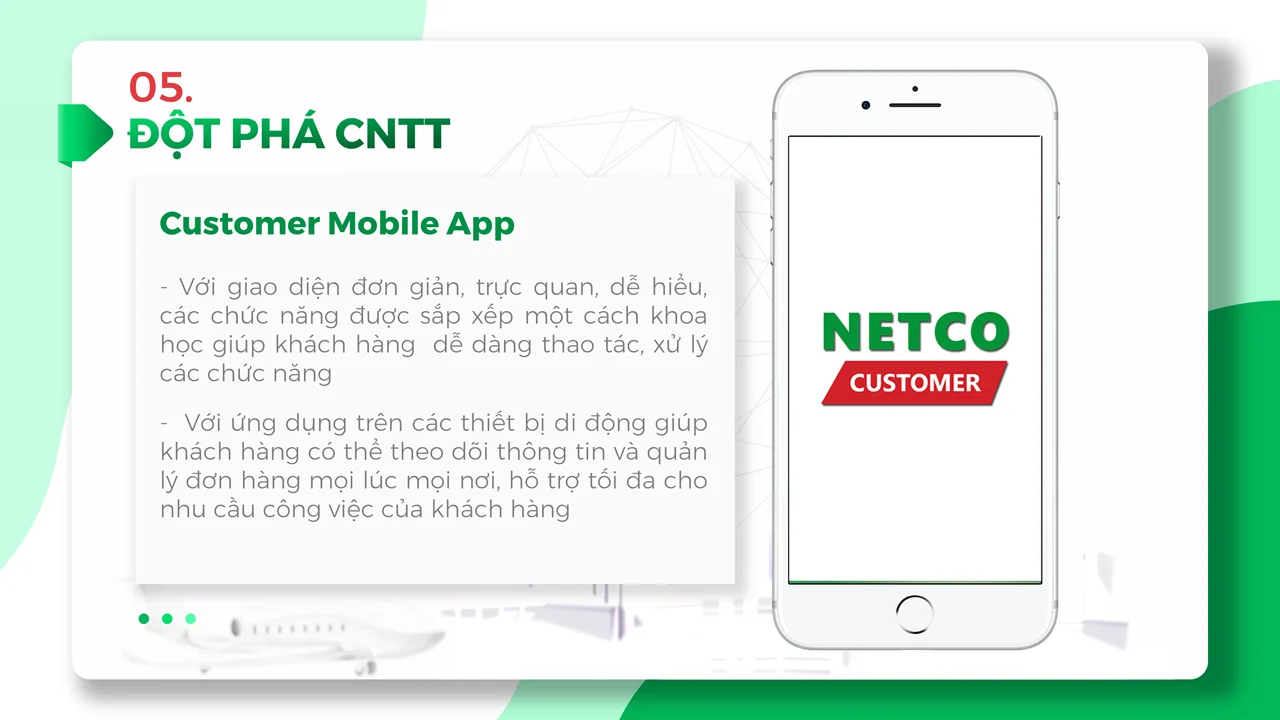 05.
ĐỘT PHÁ CNTT
Customer Mobile App
- Với giao diện đơn giản, trực quan, dễ hiểu,
các chức năng được sắp xếp một cách khoa
học giúp khách hàng dễ dàng thao tác, xử lý
các chức năng
- Với ứng dụng trên các thiết bị di động giúp
khách hàng có thể theo dõi thông tin và quản
lý đơn hàng mọi lúc mọi nơi, hỗ trợ tối đa cho
nhu cầu công việc của khách hàng
NETCO
CUSTOMER